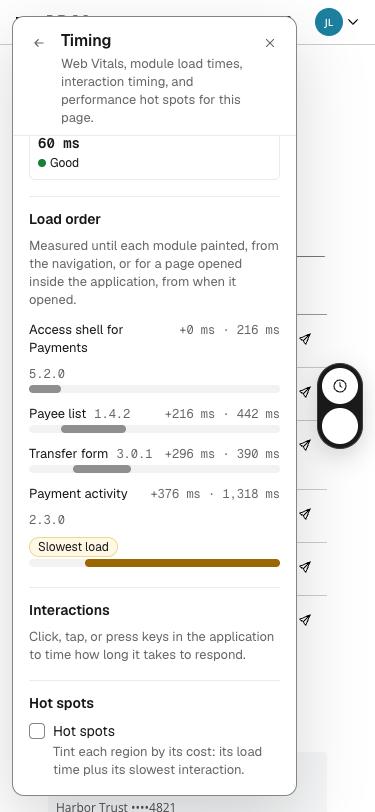 JL
Timing
Web Vitals, module load times,
interaction timing, and
performance hot spots for this
page.
60 ms
Good
Load order
Measured until each module painted, from
the navigation, or for a page opened
inside the application, from when it
opened.
Access shell for +0 ms · 216 ms
Payments
5.2.0
Payee list 1.4.2 +216 ms · 442 ms
Transfer form 3.0.1 +296 ms · 390 ms
Payment activity +376 ms · 1,318 ms
2.3.0
Slowest load
Interactions
Click, tap, or press keys in the application
to time how long it takes to respond.
Hot spots
Hot spots
Tint each region by its cost: its load
time plus its slowest interaction.
Harbor Trust ••••4821